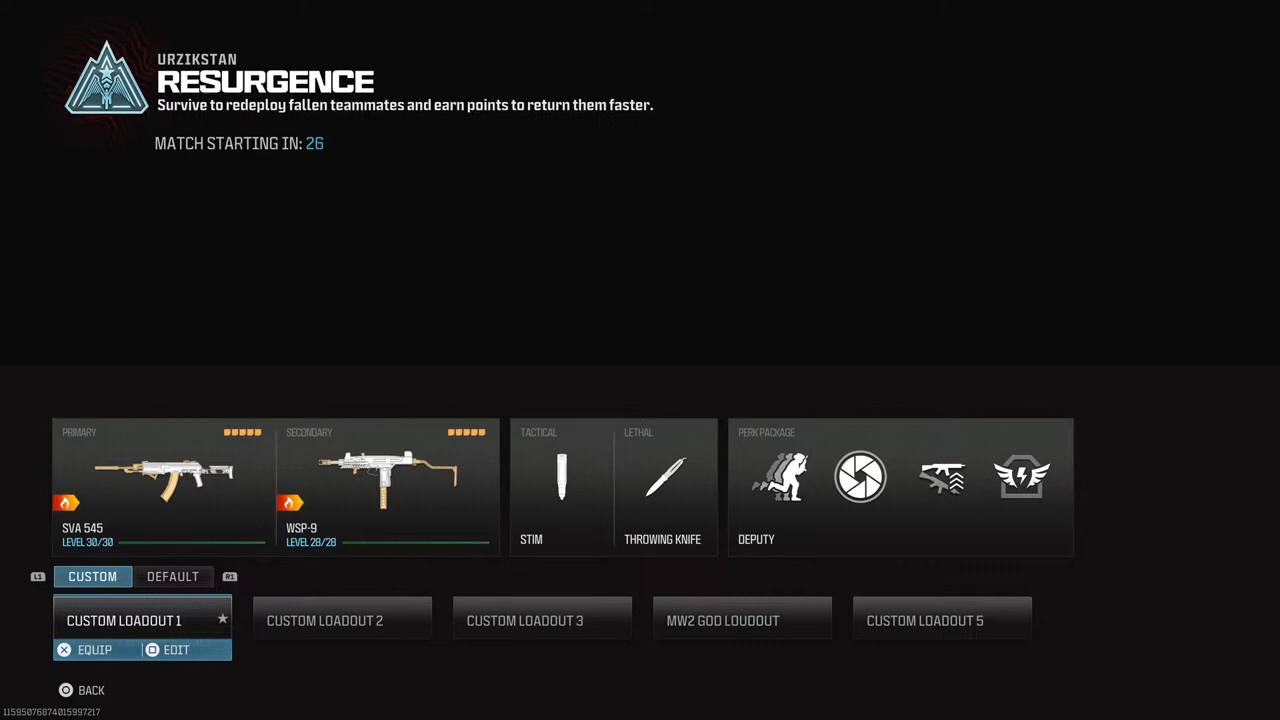 URZIKSTAN
RESURGENCE
Survive to redeploy fallen teammates and earn points to return them faster.
MATCH STARTING IN: 26
PRIMARY
SECONDARY
TACTICAL
LETHAL
PERK PACKAGE
SVA 545
LEVEL 30/30
WSP-9
LEVEL 28/28
STIM
THROWING KNIFE
DEPUTY
L1 CUSTOM DEFAULT R1
CUSTOM LOADOUT 1
CUSTOM LOADOUT 2
CUSTOM LOADOUT 3
MW2 GOD LOUDOUT
CUSTOM LOADOUT 5
EQUIP EDIT
BACK
11595076874015997217